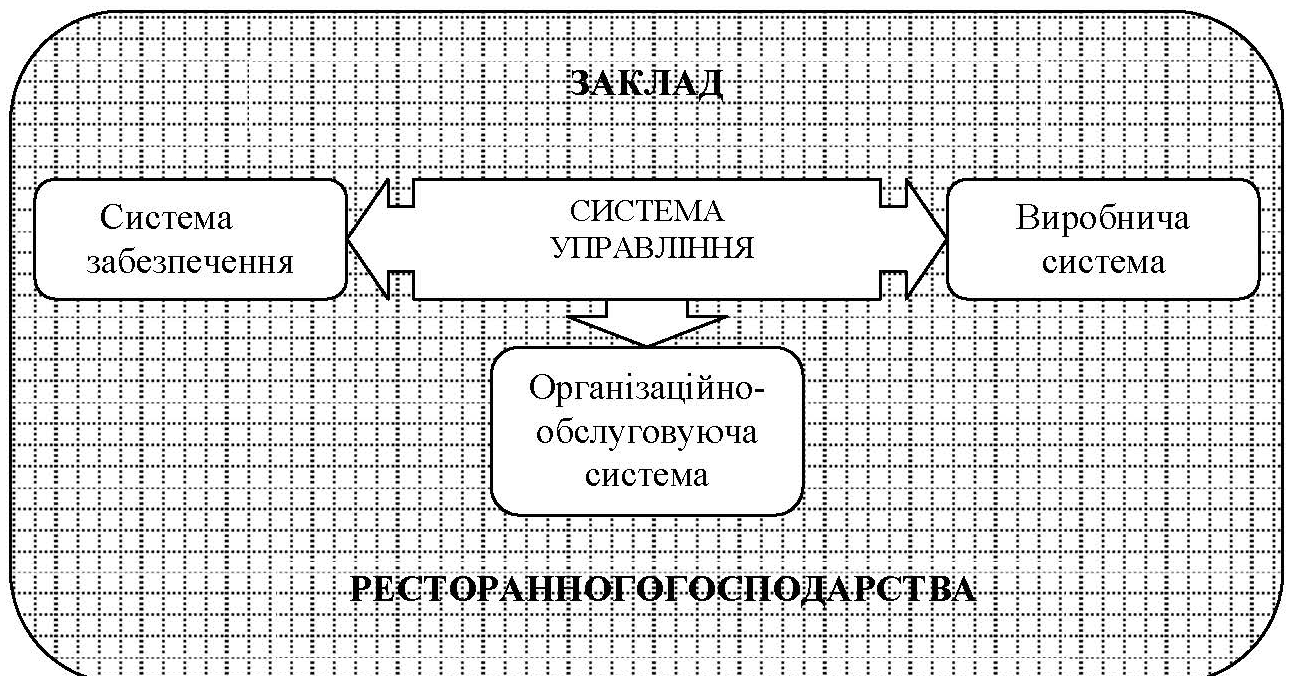 ЗАКЛАД
Система
забезпечення
СИСТЕМА
УПРАВЛІННЯ
Виробнича
система
Організаційно-
обслуговуюча
система
РЕСТОРАННОГОГОСПОДАРСТВА